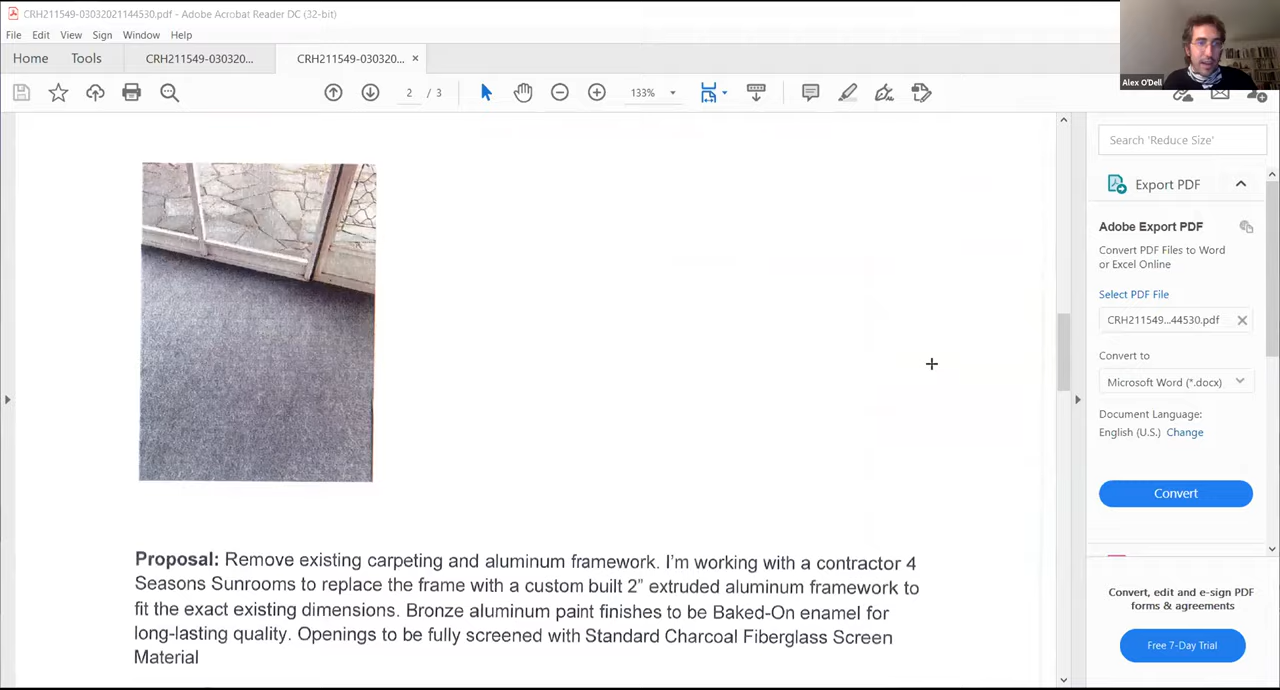 CRH211549-03032021144530.pdf - Adobe Acrobat Reader DC (32-bit)
File Edit View Sign Window Help
Home Tools CRH211549-030320... CRH211549-030320... ×
2 / 3 133%
Alex O'Dell
Search 'Reduce Size'
Export PDF
Adobe Export PDF
Convert PDF Files to Word
or Excel Online
Select PDF File
CRH211549...44530.pdf
Convert to
Microsoft Word (*.docx)
Document Language:
English (U.S.) Change
Convert
Convert, edit and e-sign PDF
forms & agreements
Free 7-Day Trial
Proposal: Remove existing carpeting and aluminum framework. I'm working with a contractor 4
Seasons Sunrooms to replace the frame with a custom built 2" extruded aluminum framework to
fit the exact existing dimensions. Bronze aluminum paint finishes to be Baked-On enamel for
long-lasting quality. Openings to be fully screened with Standard Charcoal Fiberglass Screen
Material